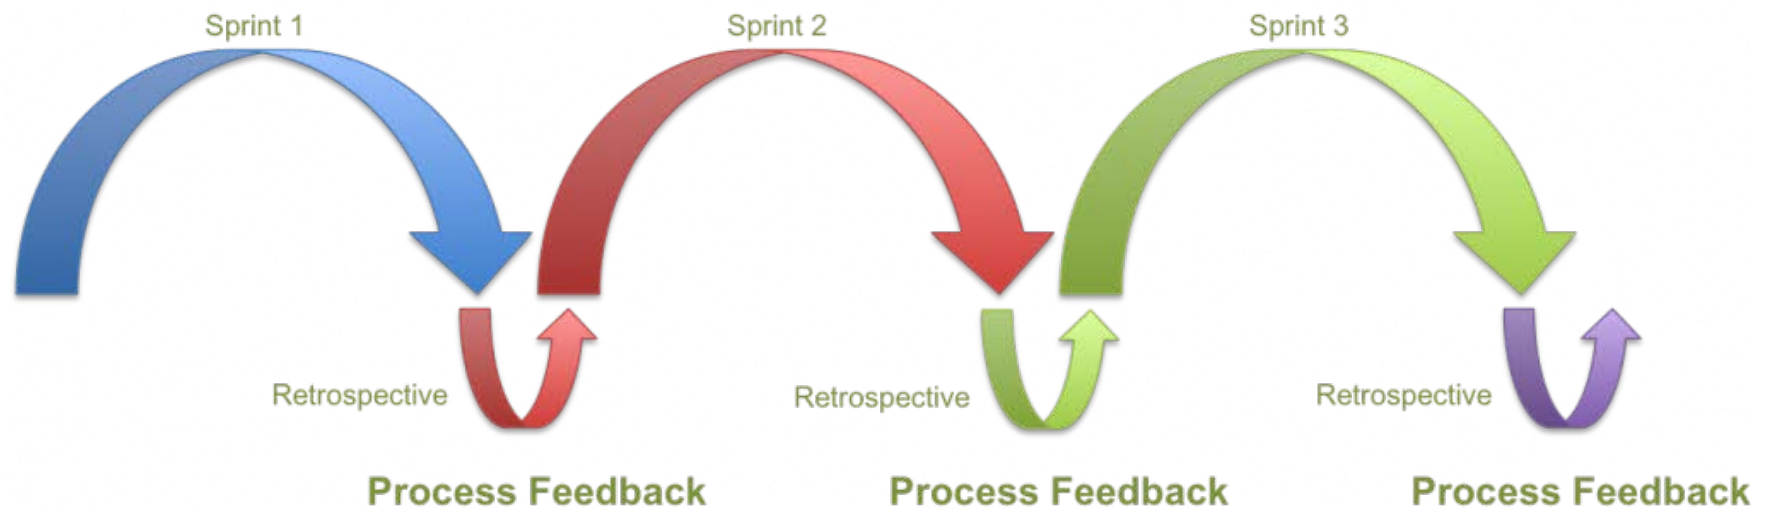 Sprint 1
Sprint 2
Sprint 3
Retrospective
Retrospective
Retrospective
Process Feedback
Process Feedback
Process Feedback